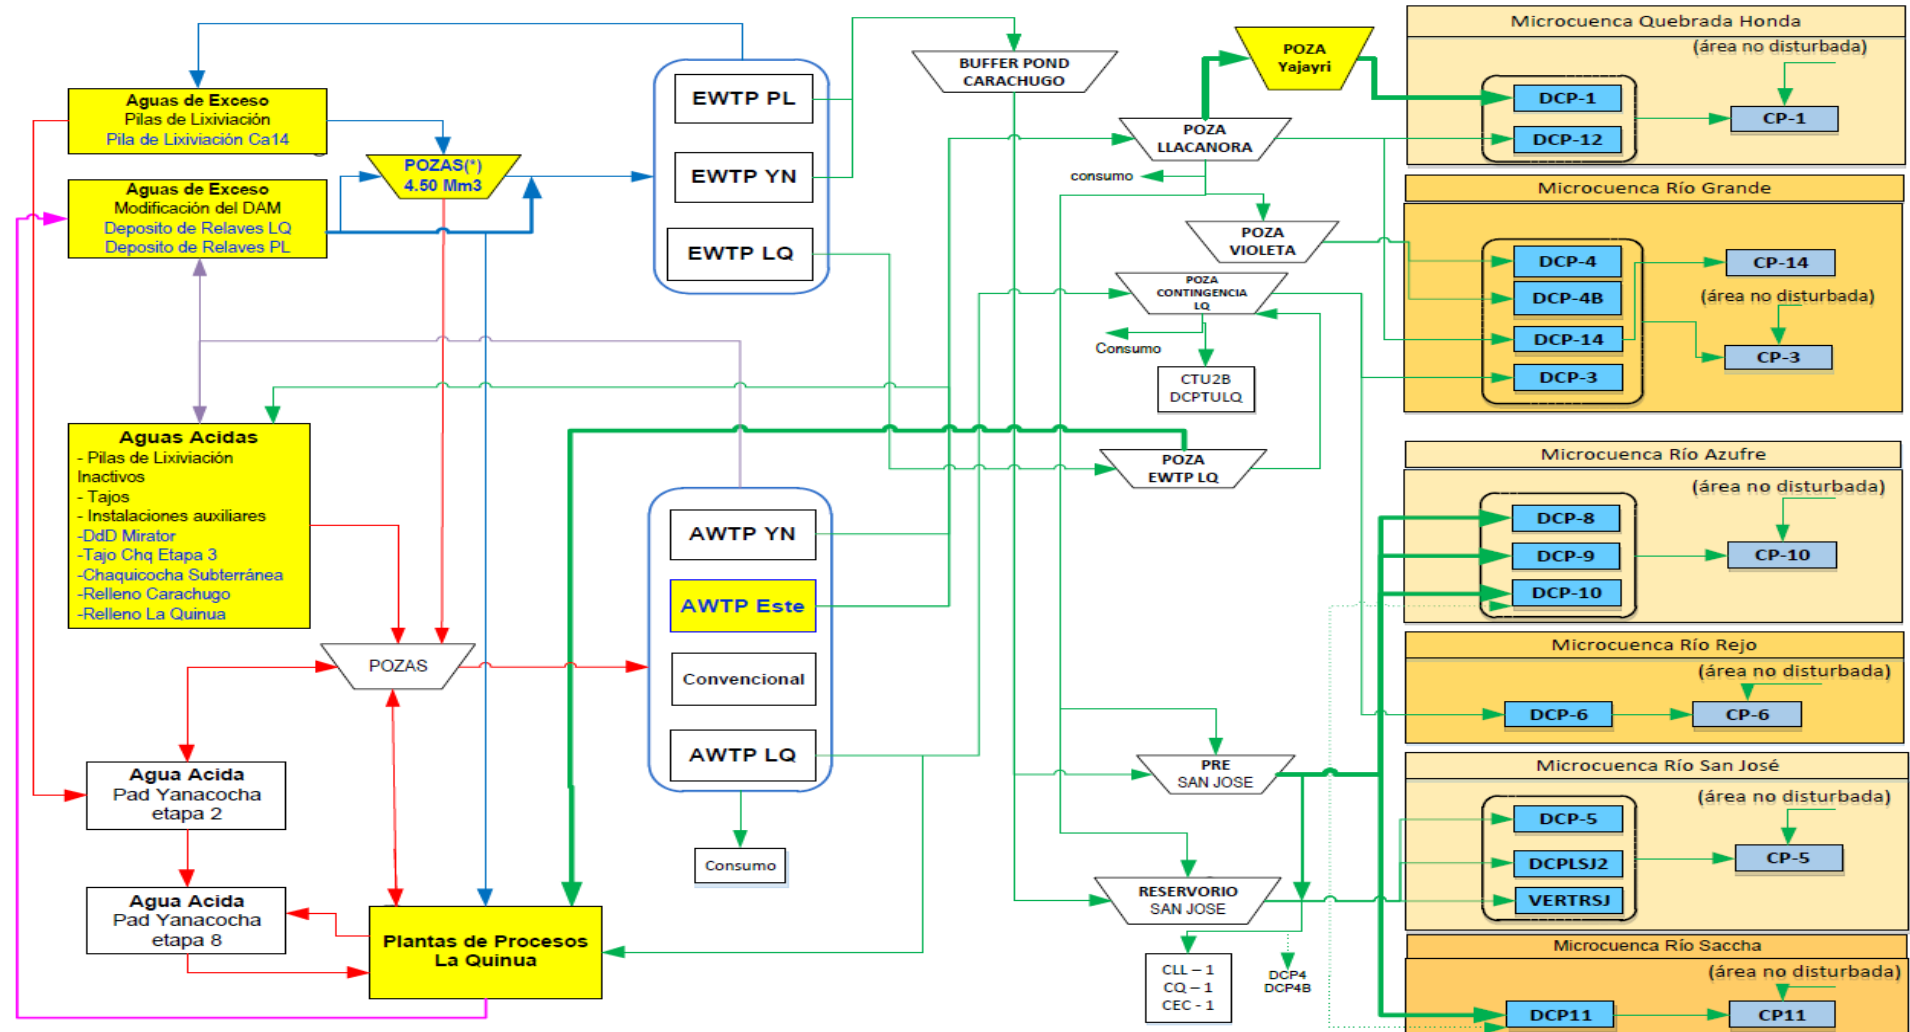 Aguas de Exceso
Pilas de Lixiviación
Pila de Lixiviación Ca14
Aguas de Exceso
Modificación del DAM
Deposito de Relaves LQ
Deposito de Relaves PL
POZAS(*)
4.50 Mm3
EWTP PL
EWTP YN
EWTP LQ
BUFFER POND
CARACHUGO
POZA
Yajayri
POZA
LLACANORA
consumo
POZA
VIOLETA
POZA
CONTINGENCIA
LQ
Consumo
CTU2B
DCPTULQ
POZA
EWTP LQ
Aguas Acidas
- Pilas de Lixiviación
Inactivos
- Tajos
- Instalaciones auxiliares
-DdD Mirator
-Tajo Chq Etapa 3
-Chaquicocha Subterránea
-Relleno Carachugo
-Relleno La Quinua
POZAS
AWTP YN
AWTP Este
Convencional
AWTP LQ
Consumo
Agua Acida
Pad Yanacocha
etapa 2
Agua Acida
Pad Yanacocha
etapa 8
Plantas de Procesos
La Quinua
PRE
SAN JOSE
RESERVORIO
SAN JOSE
CLL – 1
CQ – 1
CEC - 1
DCP4
DCP4B
Microcuenca Quebrada Honda
(área no disturbada)
DCP-1
DCP-12
CP-1
Microcuenca Río Grande
DCP-4
DCP-4B
DCP-14
DCP-3
CP-14
(área no disturbada)
CP-3
Microcuenca Río Azufre
(área no disturbada)
DCP-8
DCP-9
DCP-10
CP-10
Microcuenca Río Rejo
(área no disturbada)
DCP-6
CP-6
Microcuenca Río San José
(área no disturbada)
DCP-5
DCPLSJ2
VERTRSJ
CP-5
Microcuenca Río Saccha
(área no disturbada)
DCP11
CP11